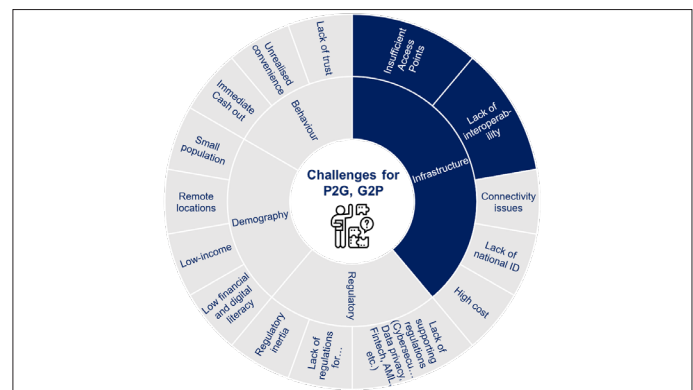 Challenges for
P2G, G2P
Infrastructure
Insufficient
Access
Points
Lack of
interoperab-
ility
Connectivity
issues
Lack of
national ID
High cost
Regulatory
Lack of
supporting
regulations
(Cybersecu...
Data privacy,
Fintech, AML,
etc.)
Lack of
regulations
for...
Regulatory
inertia
Demography
Low financial
and digital
literacy
Low-income
Remote
locations
Small
population
Behaviour
Immediate
Cash out
Unrealised
convenience
Lack of trust